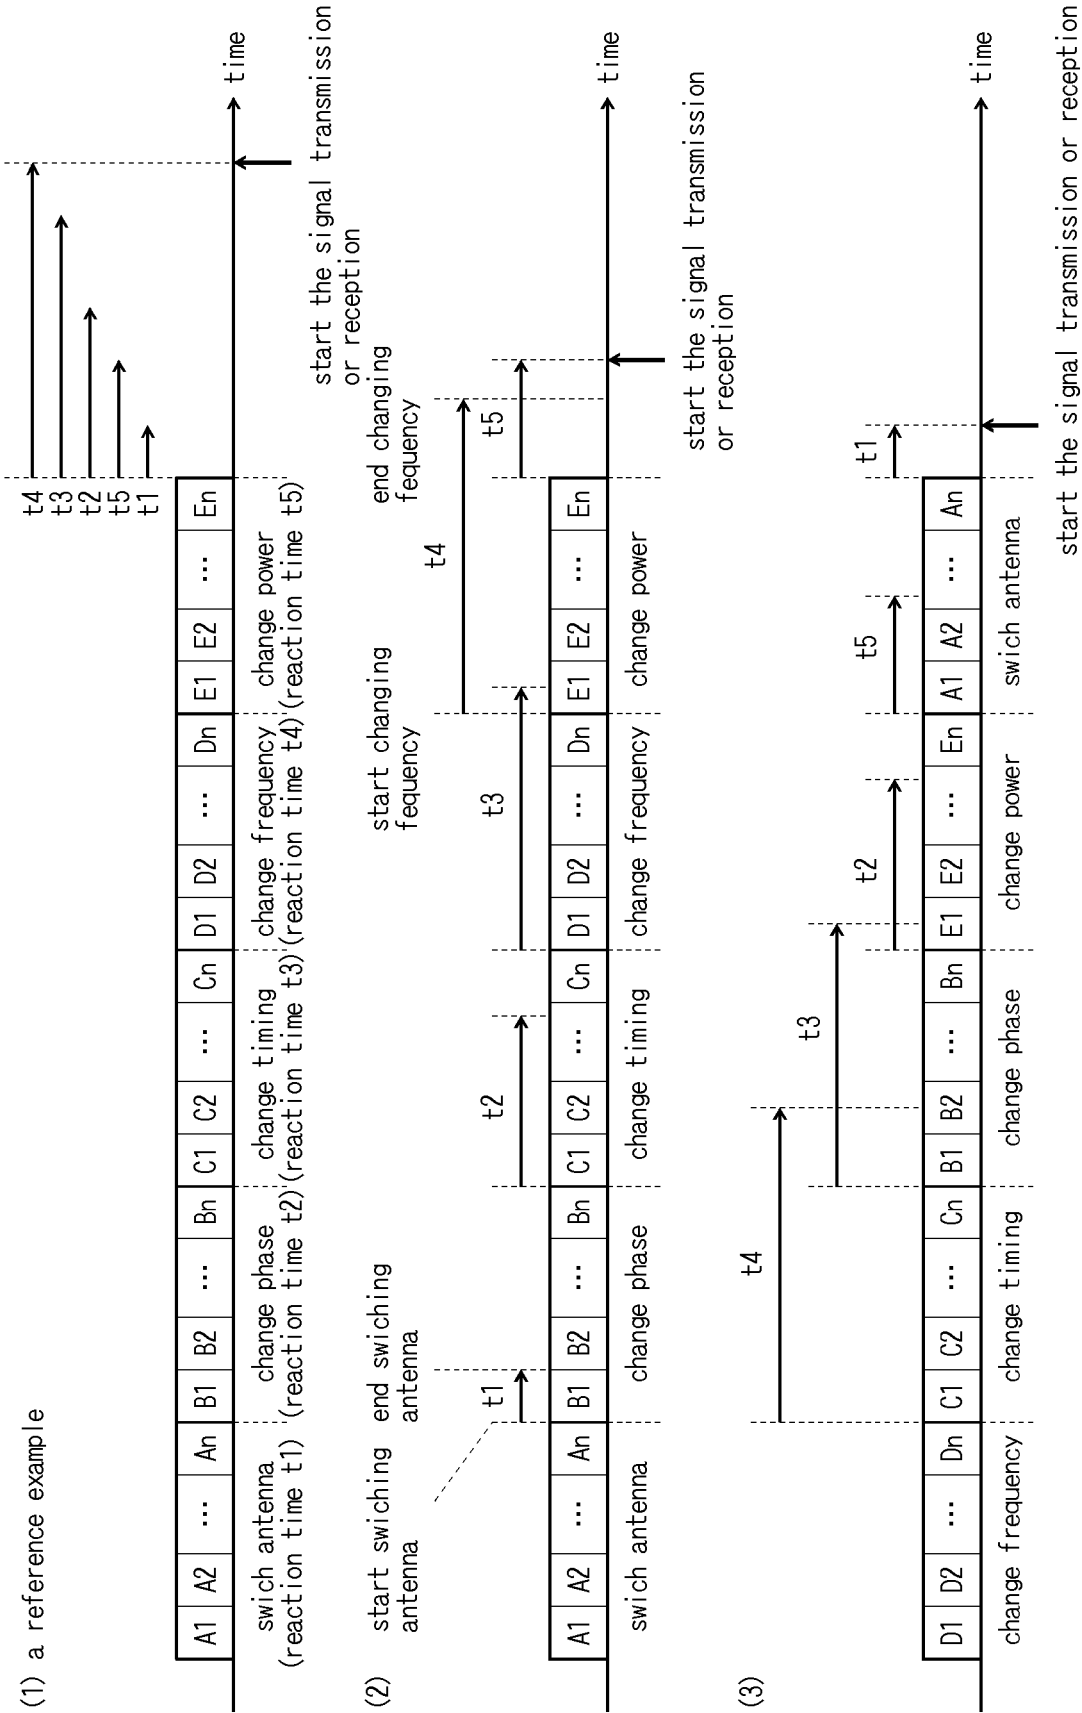 (1) a reference example
t4
t3
t2
t5
t1
A1 A2 ... An B1 B2 ... Bn C1 C2 ... Cn D1 D2 ... Dn E1 E2 ... En
time
swich antenna
(reaction time t1)
change phase
(reaction time t2)
change timing
(reaction time t3)
change frequency
(reaction time t4)
change power
(reaction time t5)
start the signal transmission
or reception
(2)
start swiching
antenna
end swiching
antenna
start changing
fequency
end changing
fequency
t1
t2
t3
t4
t5
A1 A2 ... An B1 B2 ... Bn C1 C2 ... Cn D1 D2 ... Dn E1 E2 ... En
time
swich antenna
change phase
change timing
change frequency
change power
start the signal transmission
or reception
(3)
t4
t3
t2
t5
t1
D1 D2 ... Dn C1 C2 ... Cn B1 B2 ... Bn E1 E2 ... En A1 A2 ... An
time
change frequency
change timing
change phase
change power
swich antenna
start the signal transmission or reception